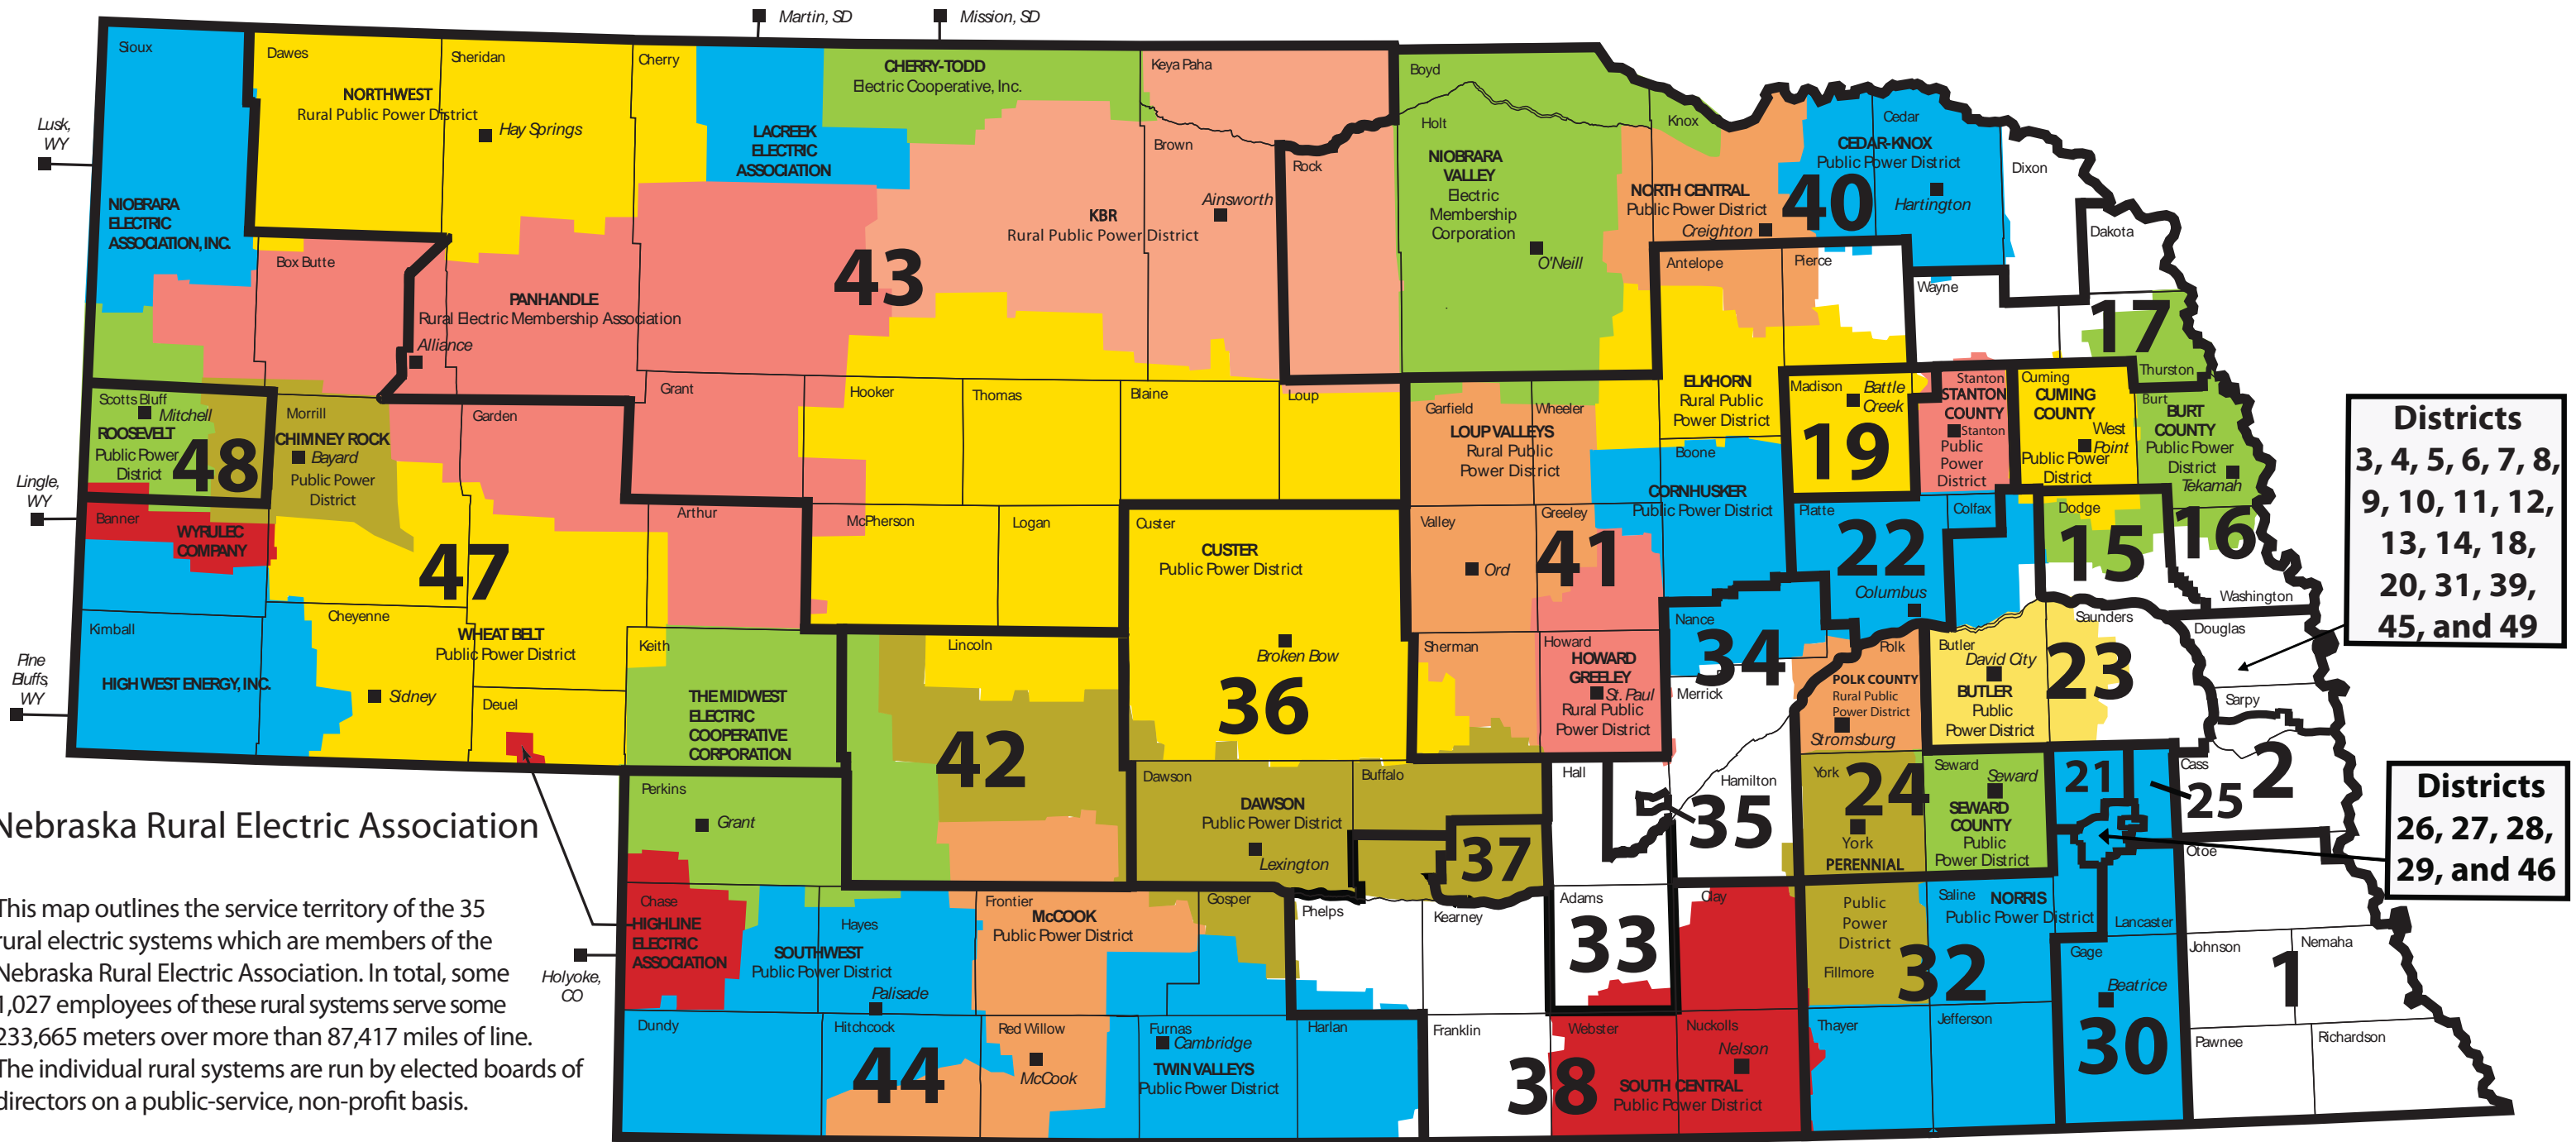 Martin, SD
Mission, SD
Sioux
Dawes
Sheridan
Cherry
CHERRY-TODD
Electric Cooperative, Inc.
Keya Paha
Boyd
Knox
Cedar
NORTHWEST
Rural Public Power District
Hay Springs
Lusk,
WY
LACREEK
ELECTRIC
ASSOCIATION
Brown
Rock
Holt
NIOBRARA
VALLEY
Electric
Membership
Corporation
O'Neill
CEDAR-KNOX
Public Power District
40
Hartington
Dixon
NORTH CENTRAL
Public Power District
Creighton
Dakota
NIOBRARA
ELECTRIC
ASSOCIATION, INC.
KBR
Rural Public Power District
Ainsworth
43
Box Butte
PANHANDLE
Rural Electric Membership Association
Alliance
Antelope
Pierce
Wayne
17
Thurston
Grant
Hooker
Thomas
Blaine
Loup
Garfield
Wheeler
LOUP VALLEYS
Rural Public
Power District
ELKHORN
Rural Public
Power District
Madison
Battle
Creek
19
Stanton
STANTON
COUNTY
Stanton
Public
Power
District
Cuming
CUMING
COUNTY
West
Point
Public Power
District
Burt
BURT
COUNTY
Public Power
District
Tekamah
Scotts Bluff
Mitchell
ROOSEVELT
Public Power
District
48
Morrill
CHIMNEY ROCK
Bayard
Public Power
District
Garden
Districts
3, 4, 5, 6, 7, 8,
9, 10, 11, 12,
13, 14, 18,
20, 31, 39,
45, and 49
Lingle,
WY
Banner
WYRULEC
COMPANY
47
Arthur
McPherson
Logan
Custer
CUSTER
Public Power District
Broken Bow
36
Valley
Ord
Greeley
41
Boone
CORNHUSKER
Public Power District
Platte
22
Columbus
Colfax
Dodge
15
16
Washington
Kimball
Cheyenne
WHEAT BELT
Public Power District
HIGH WEST ENERGY, INC.
Sidney
Deuel
Pine
Bluffs,
WY
Keith
THE MIDWEST
ELECTRIC
COOPERATIVE
CORPORATION
Lincoln
42
Sherman
Howard
HOWARD
GREELEY
St. Paul
Rural Public
Power District
Nance
34
Merrick
Polk
POLK COUNTY
Rural Public
Power District
Stromsburg
Butler
David City
BUTLER
Public
Power District
Saunders
23
Douglas
Sarpy
Cass
2
25
Perkins
Grant
Dawson
DAWSON
Public Power District
Lexington
Buffalo
37
Hall
Hamilton
35
York
24
York
PERENNIAL
Public
Power
District
Fillmore
Seward
Seward
SEWARD
COUNTY
Public
Power District
21
Otoe
Districts
26, 27, 28,
29, and 46
Nebraska Rural Electric Association
This map outlines the service territory of the 35
rural electric systems which are members of the
Nebraska Rural Electric Association. In total, some
1,027 employees of these rural systems serve some
233,665 meters over more than 87,417 miles of line.
The individual rural systems are run by elected boards of
directors on a public-service, non-profit basis.
Holyoke,
CO
Chase
HIGHLINE
ELECTRIC
ASSOCIATION
Hayes
SOUTHWEST
Public Power District
Palisade
Frontier
McCOOK
Public Power District
Gosper
Phelps
Kearney
Adams
33
Clay
Saline
NORRIS
Public Power District
32
Lancaster
Gage
Beatrice
30
Johnson
Nemaha
1
Pawnee
Richardson
Dundy
Hitchcock
44
Red Willow
McCook
Furnas
Cambridge
TWIN VALLEYS
Public Power District
Harlan
Franklin
38
Webster
Nuckolls
Nelson
SOUTH CENTRAL
Public Power District
Thayer
Jefferson